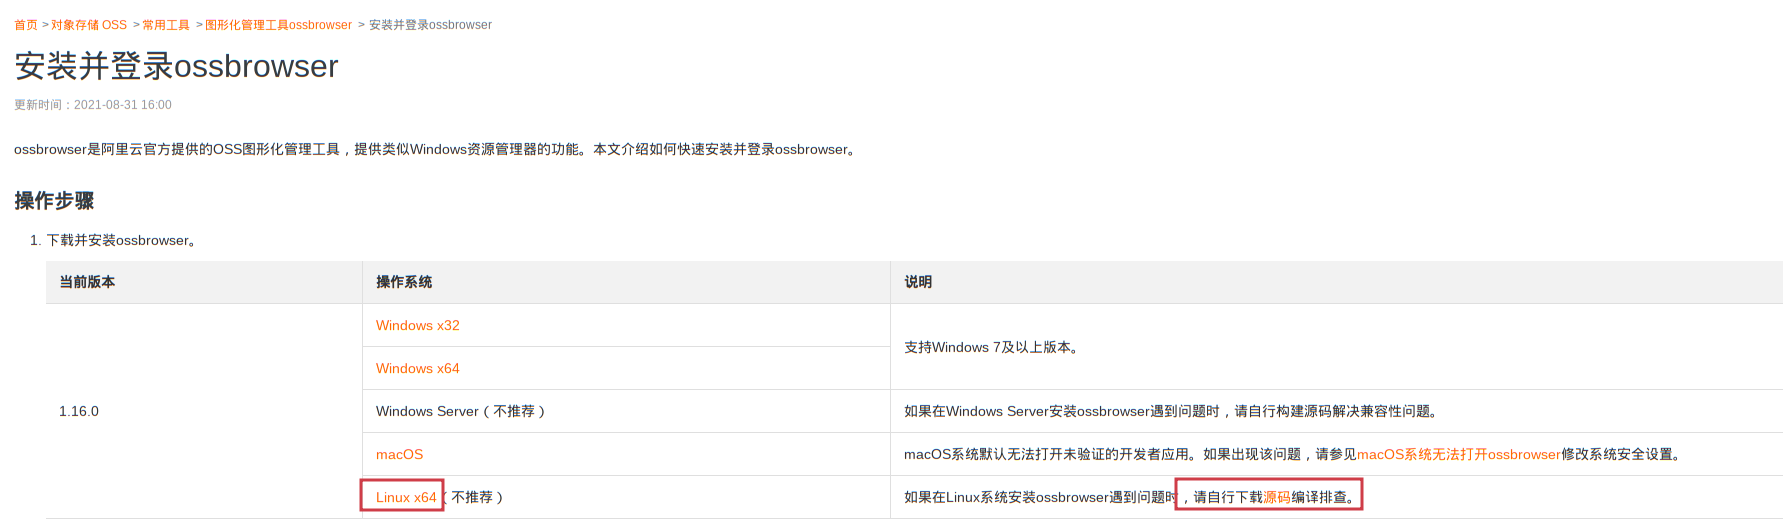 首页 > 对象存储 OSS > 常用工具 > 图形化管理工具ossbrowser > 安装并登录ossbrowser
安装并登录ossbrowser
更新时间：2021-08-31 16:00
ossbrowser是阿里云官方提供的OSS图形化管理工具，提供类似Windows资源管理器的功能。本文介绍如何快速安装并登录ossbrowser。
操作步骤
1. 下载并安装ossbrowser。
当前版本 操作系统 说明
Windows x32
支持Windows 7及以上版本。
Windows x64
1.16.0 Windows Server（不推荐） 如果在Windows Server安装ossbrowser遇到问题时，请自行构建源码解决兼容性问题。
macOS macOS系统默认无法打开未验证的开发者应用。如果出现该问题，请参见macOS系统无法打开ossbrowser修改系统安全设置。
Linux x64（不推荐） 如果在Linux系统安装ossbrowser遇到问题时，请自行下载源码编译排查。